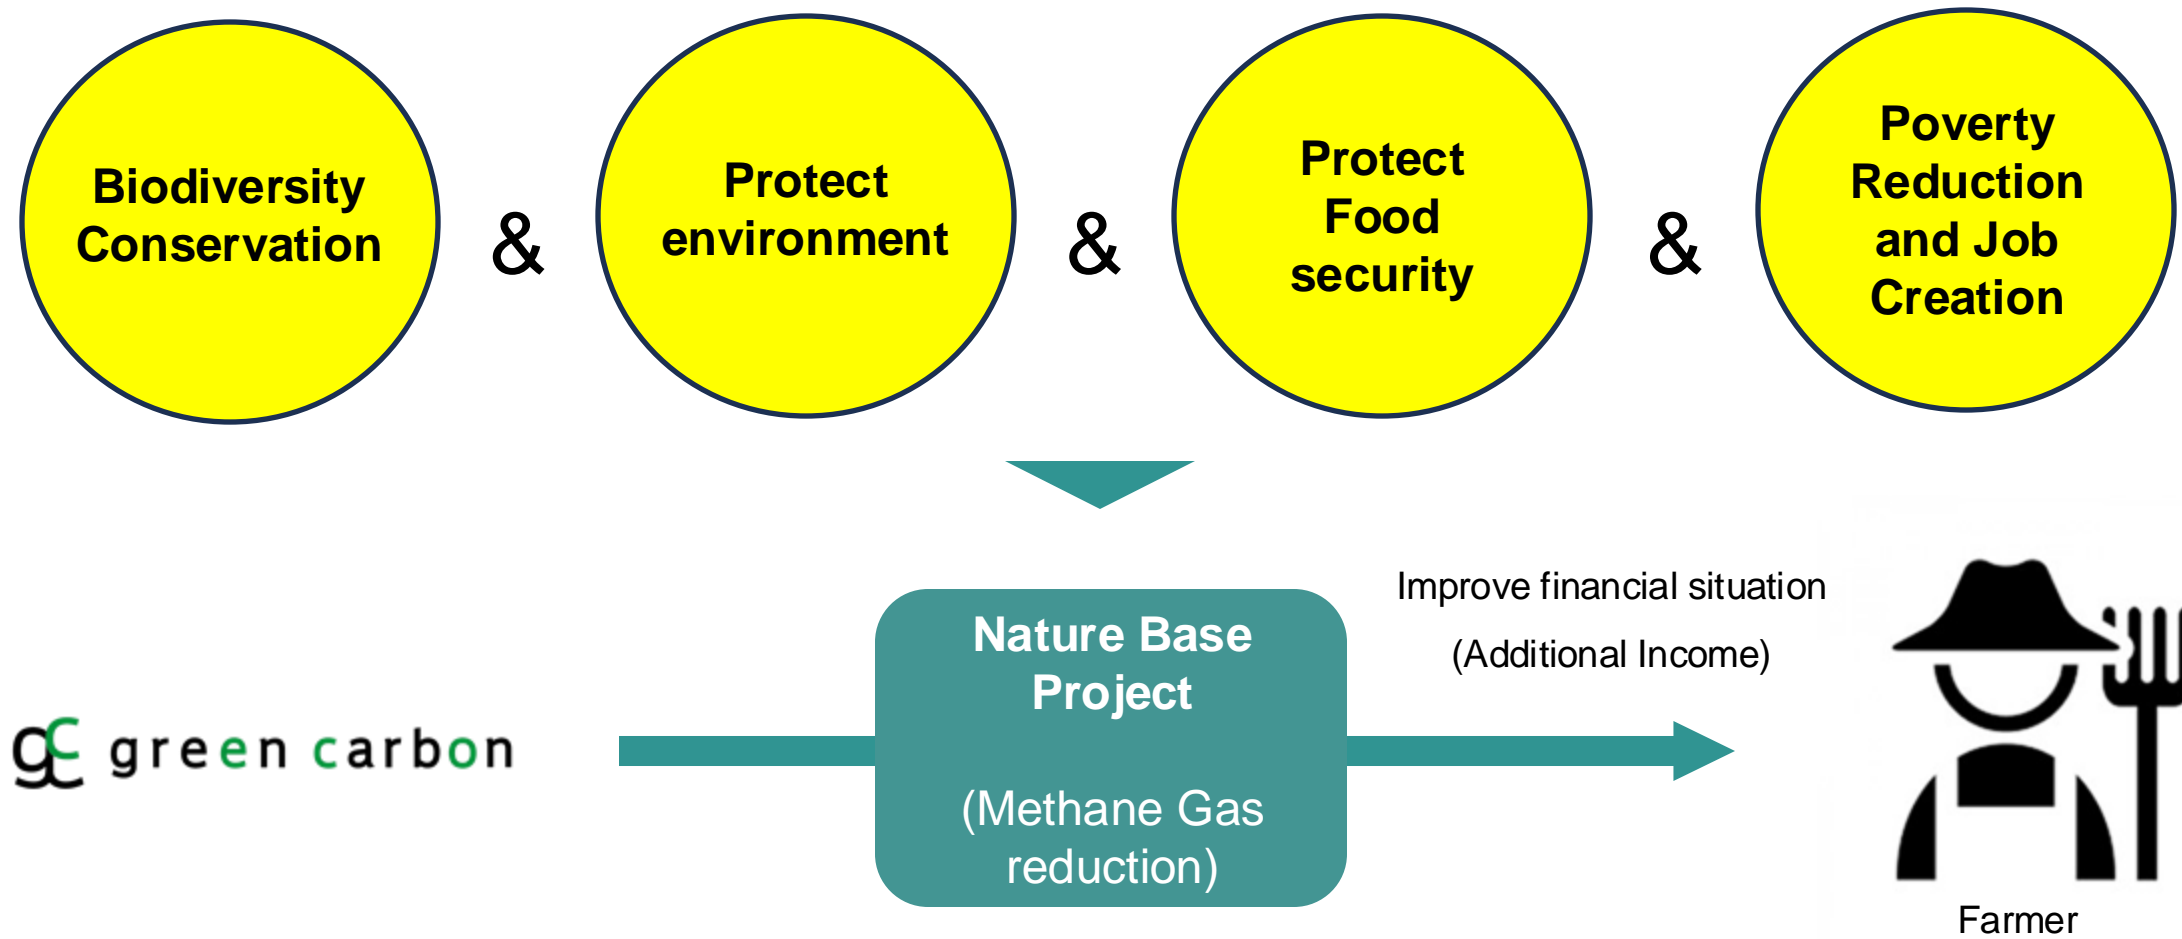 Biodiversity
Conservation
&
Protect
environment
&
Protect
Food
security
&
Poverty
Reduction
and Job
Creation
gc green carbon
Nature Base
Project
(Methane Gas
reduction)
Improve financial situation
(Additional Income)
Farmer